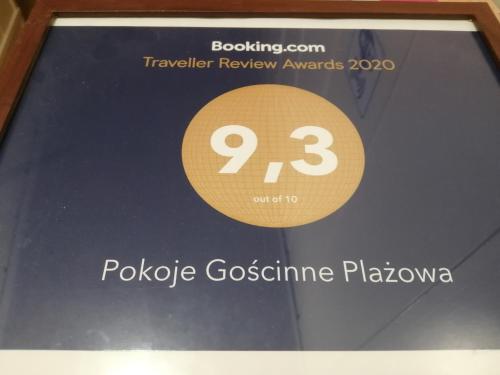 Booking.com
Traveller Review Awards 2020
9,3
out of 10
Pokoje Gościnne Plażowa